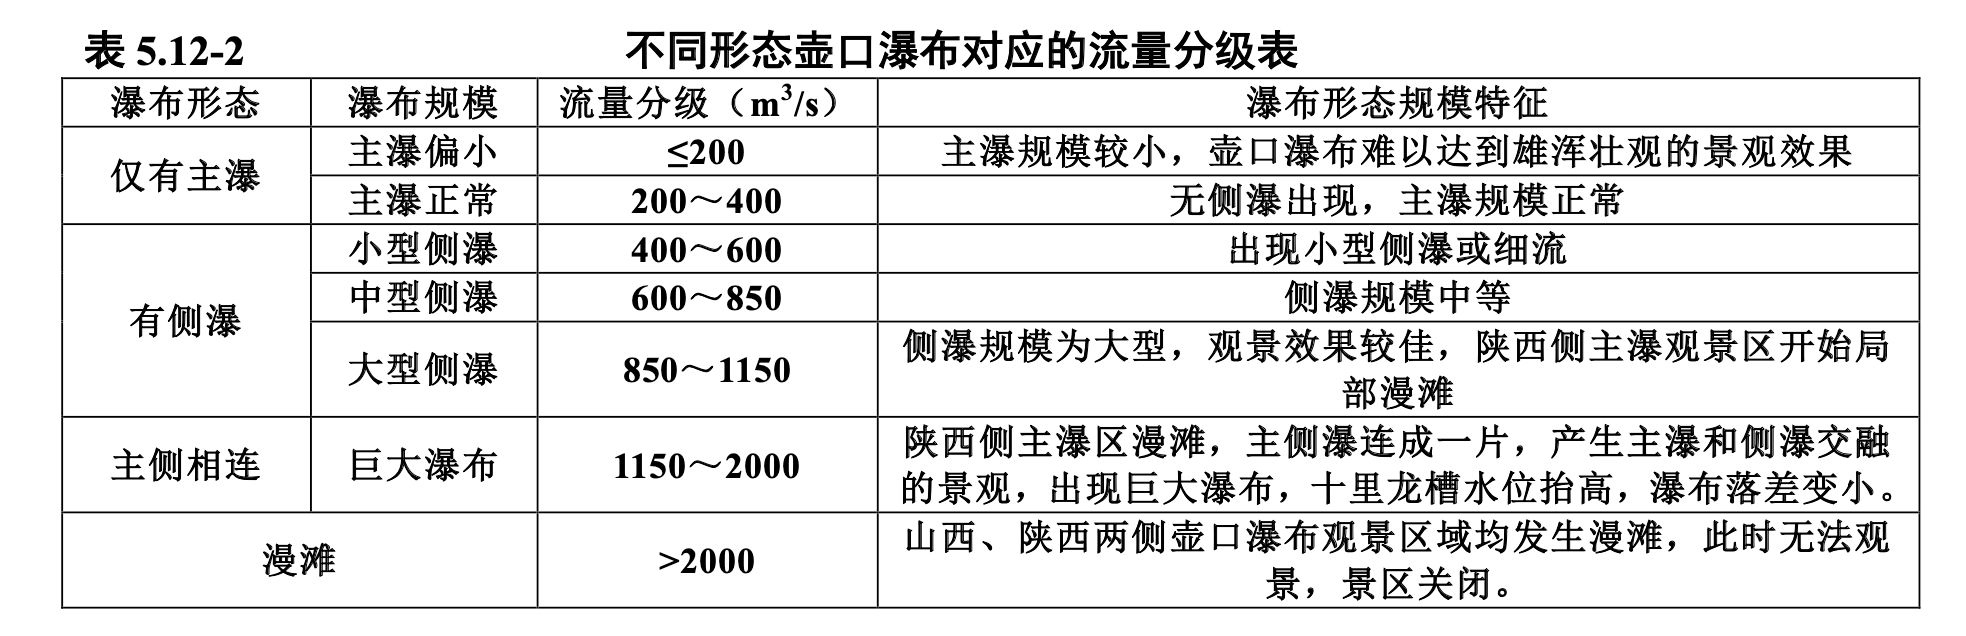 表 5.12-2 不同形态壶口瀑布对应的流量分级表
瀑布形态 瀑布规模 流量分级（m³/s） 瀑布形态规模特征
仅有主瀑 主瀑偏小 ≤200 主瀑规模较小，壶口瀑布难以达到雄浑壮观的景观效果
主瀑正常 200～400 无侧瀑出现，主瀑规模正常
有侧瀑 小型侧瀑 400～600 出现小型侧瀑或细流
中型侧瀑 600～850 侧瀑规模中等
大型侧瀑 850～1150 侧瀑规模为大型，观景效果较佳，陕西侧主瀑观景区开始局
部漫滩
主侧相连 巨大瀑布 1150～2000 陕西侧主瀑区漫滩，主侧瀑连成一片，产生主瀑和侧瀑交融
的景观，出现巨大瀑布，十里龙槽水位抬高，瀑布落差变小。
漫滩 >2000 山西、陕西两侧壶口瀑布观景区域均发生漫滩，此时无法观
景，景区关闭。